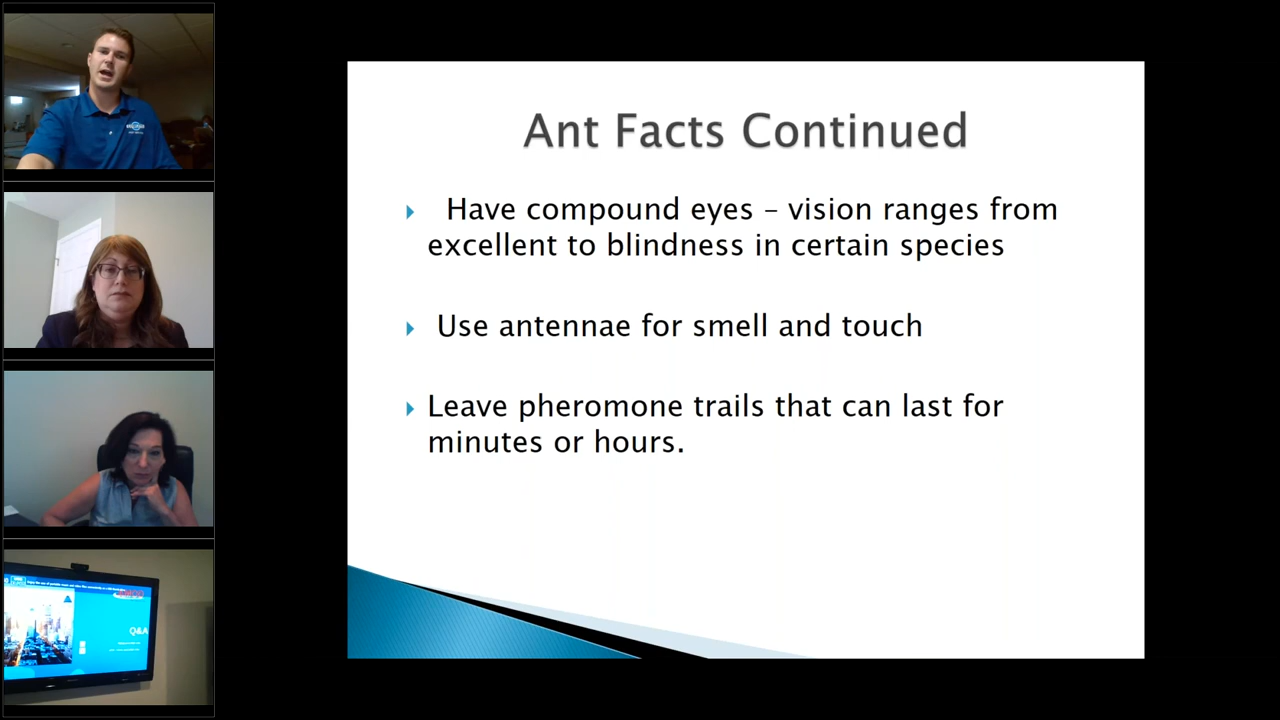 Ant Facts Continued
Have compound eyes – vision ranges from
excellent to blindness in certain species
Use antennae for smell and touch
Leave pheromone trails that can last for
minutes or hours.
Q&A